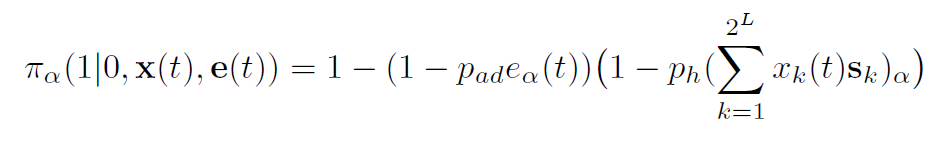 π_α(1|0, x(t), e(t)) = 1 − (1 − p_{ad}e_α(t))(1 − p_h(∑_{k=1}^{2^L} x_k(t)s_k)_α)